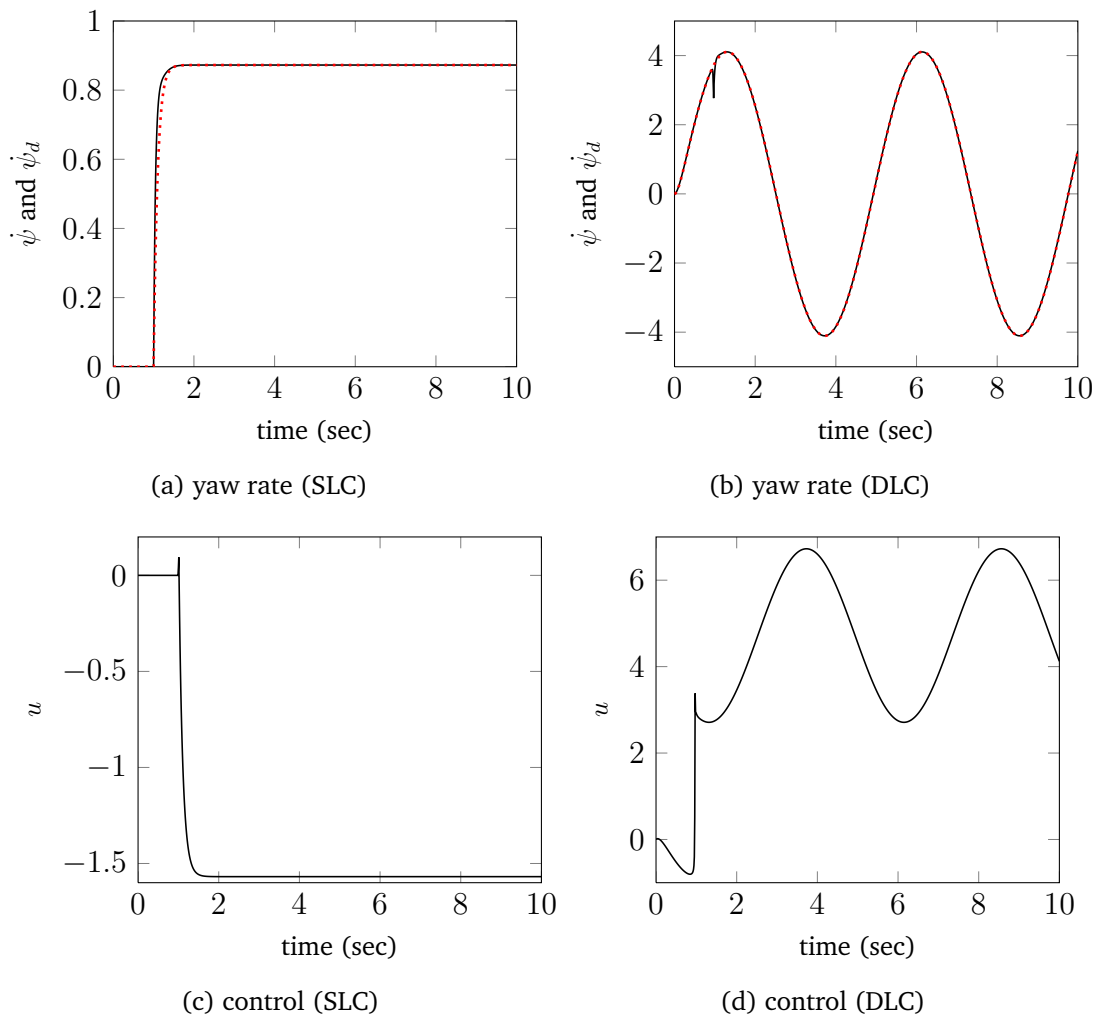 1
0.8
0.6
0.4
0.2
0
0 2 4 6 8 10
ψ̇ and ψ̇_d
time (sec)
(a) yaw rate (SLC)
4
2
0
−2
−4
0 2 4 6 8 10
ψ̇ and ψ̇_d
time (sec)
(b) yaw rate (DLC)
0
−0.5
−1
−1.5
0 2 4 6 8 10
u
time (sec)
(c) control (SLC)
6
4
2
0
0 2 4 6 8 10
u
time (sec)
(d) control (DLC)